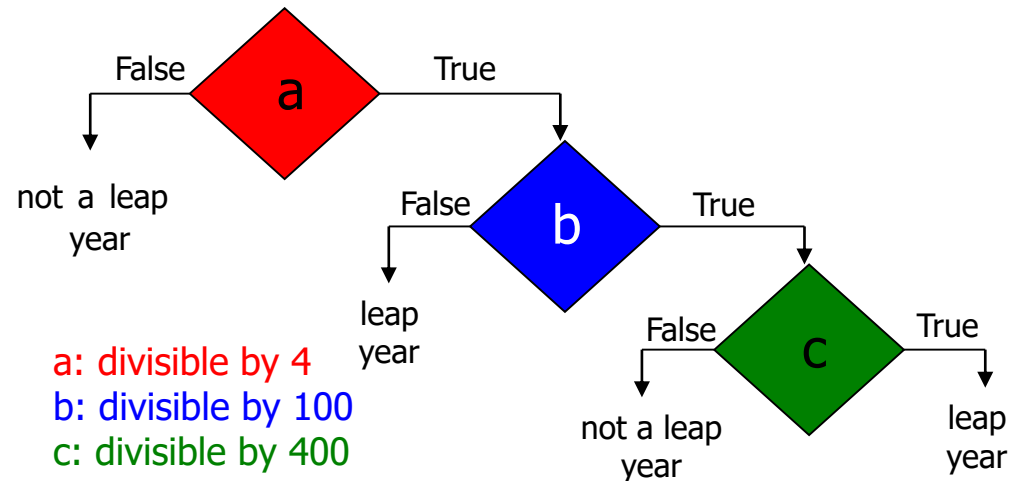 False
True
a
not a leap
year
False
True
b
leap
year
False
True
c
not a leap
year
leap
year
a: divisible by 4
b: divisible by 100
c: divisible by 400